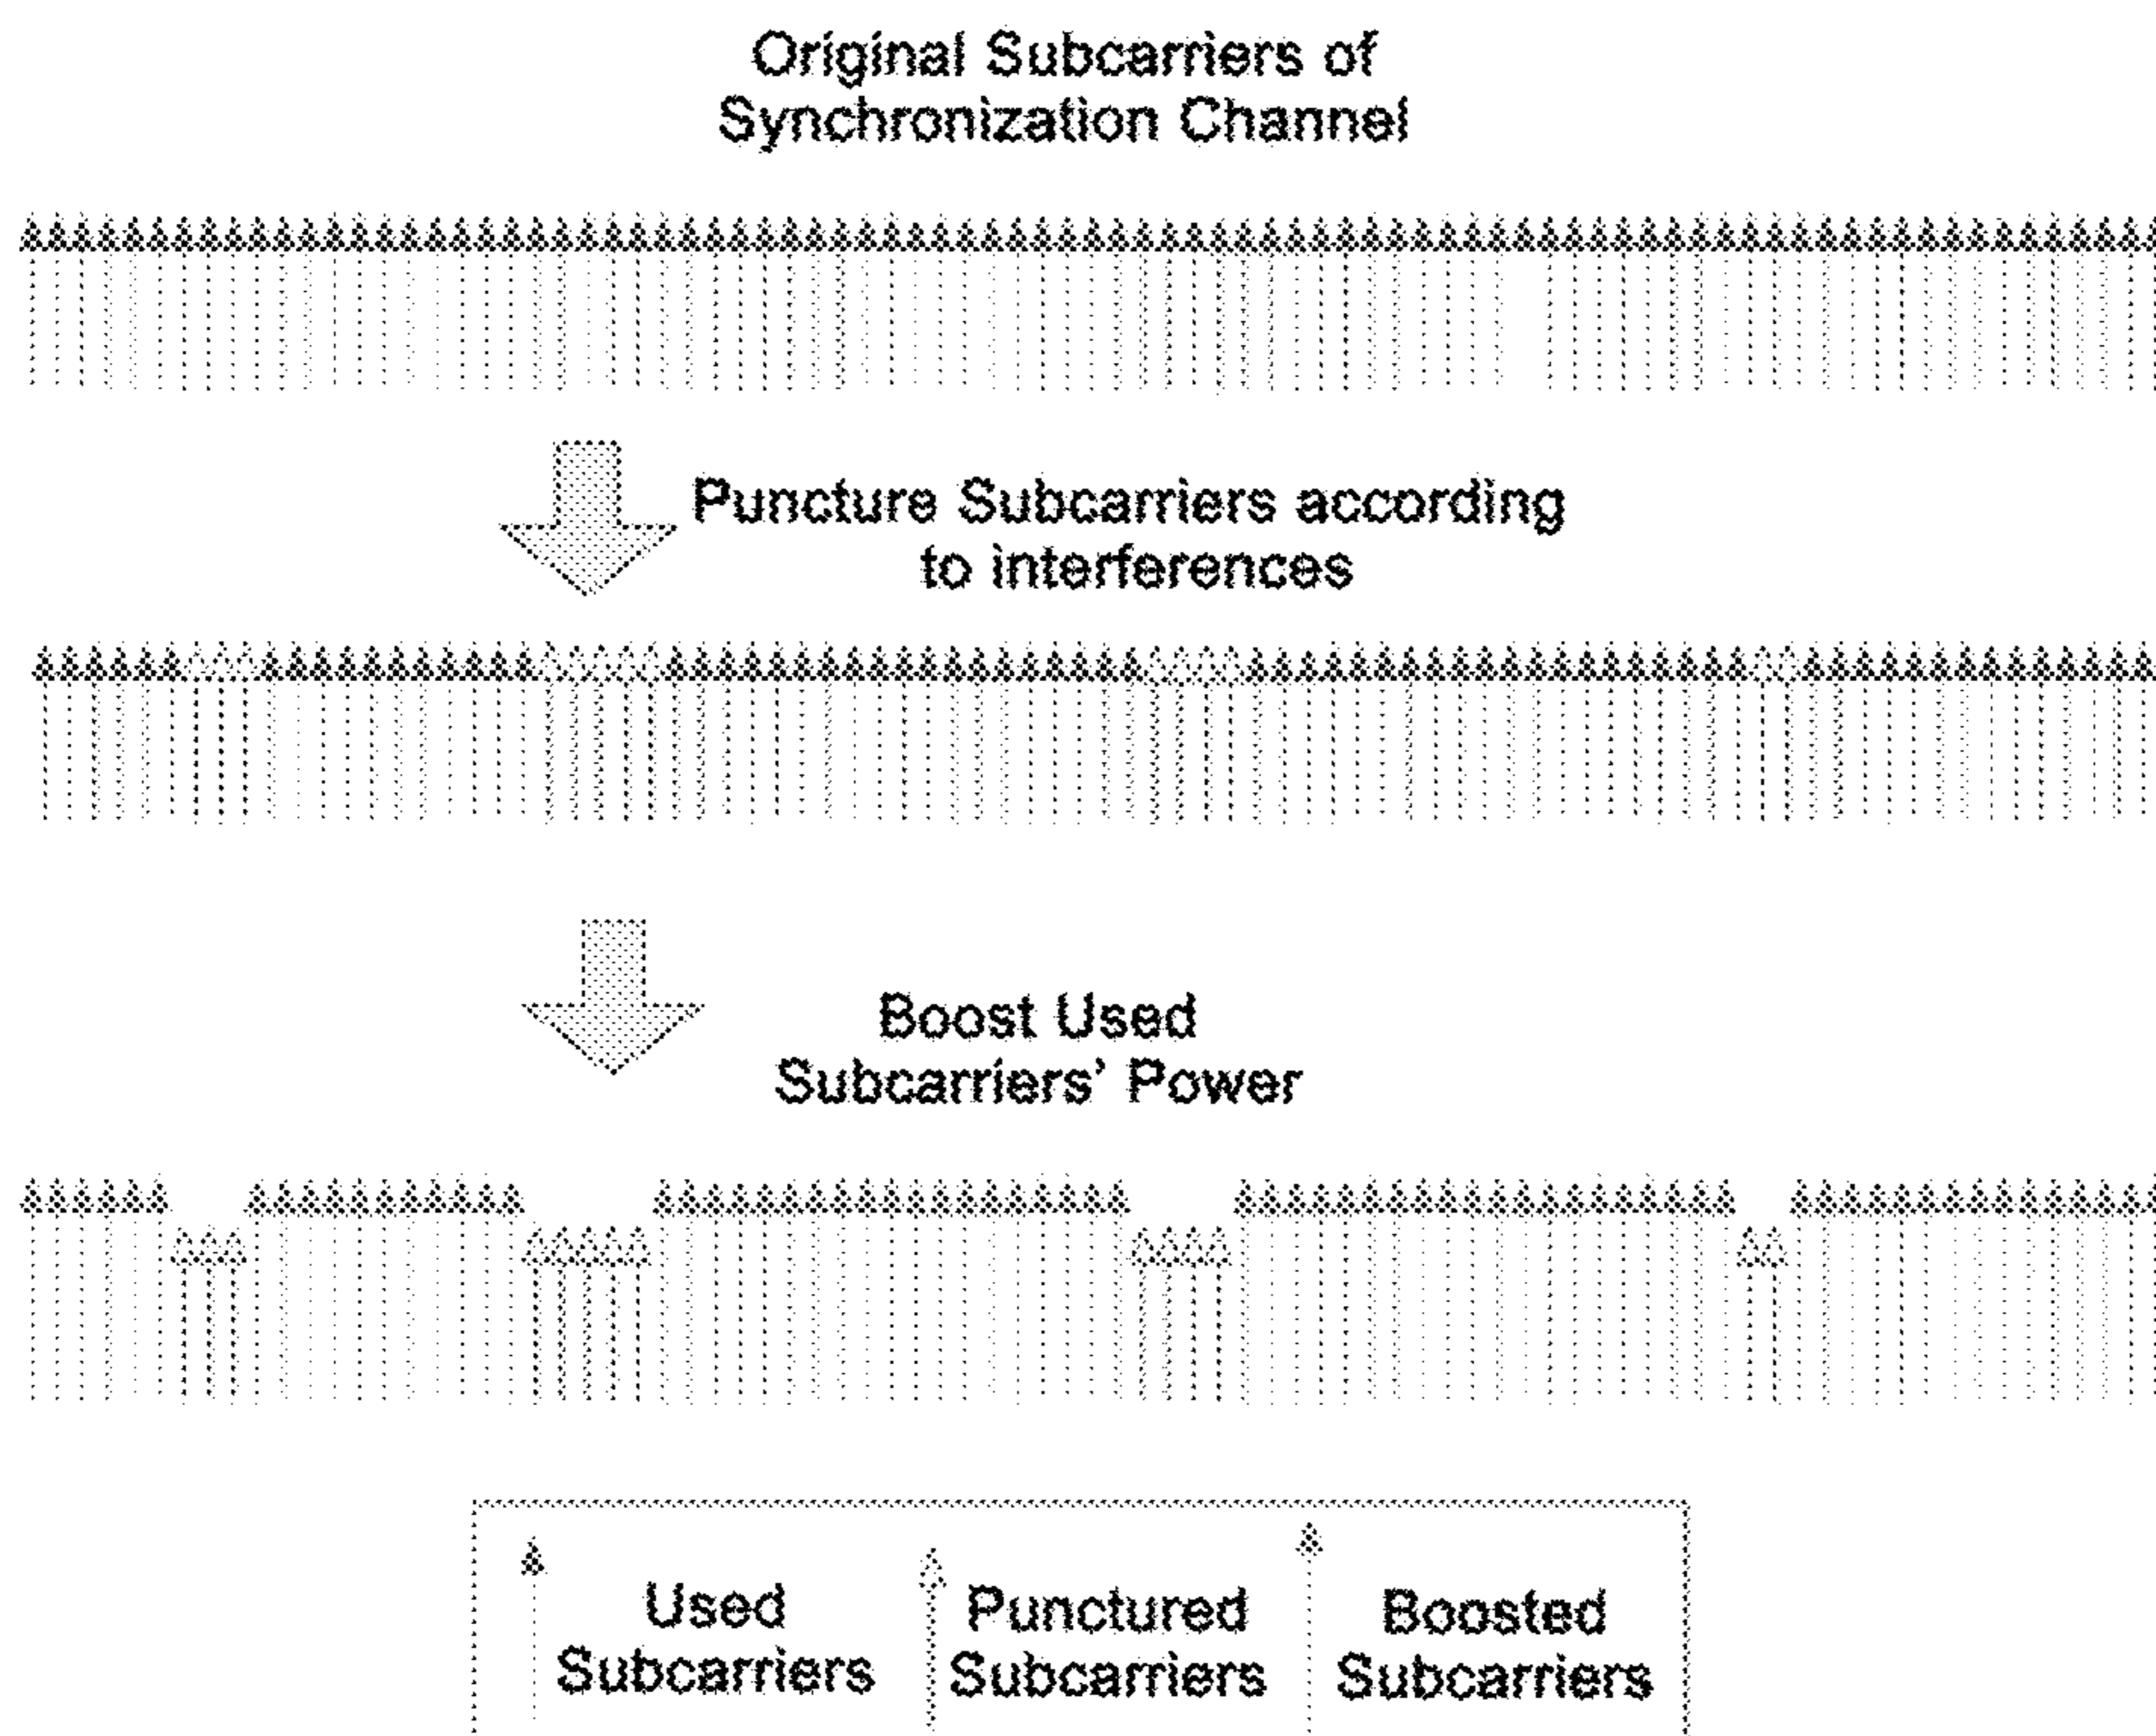 Original Subcarriers of
Synchronization Channel
Puncture Subcarriers according
to interferences
Boost Used
Subcarriers' Power
Used
Subcarriers
Punctured
Subcarriers
Boosted
Subcarriers